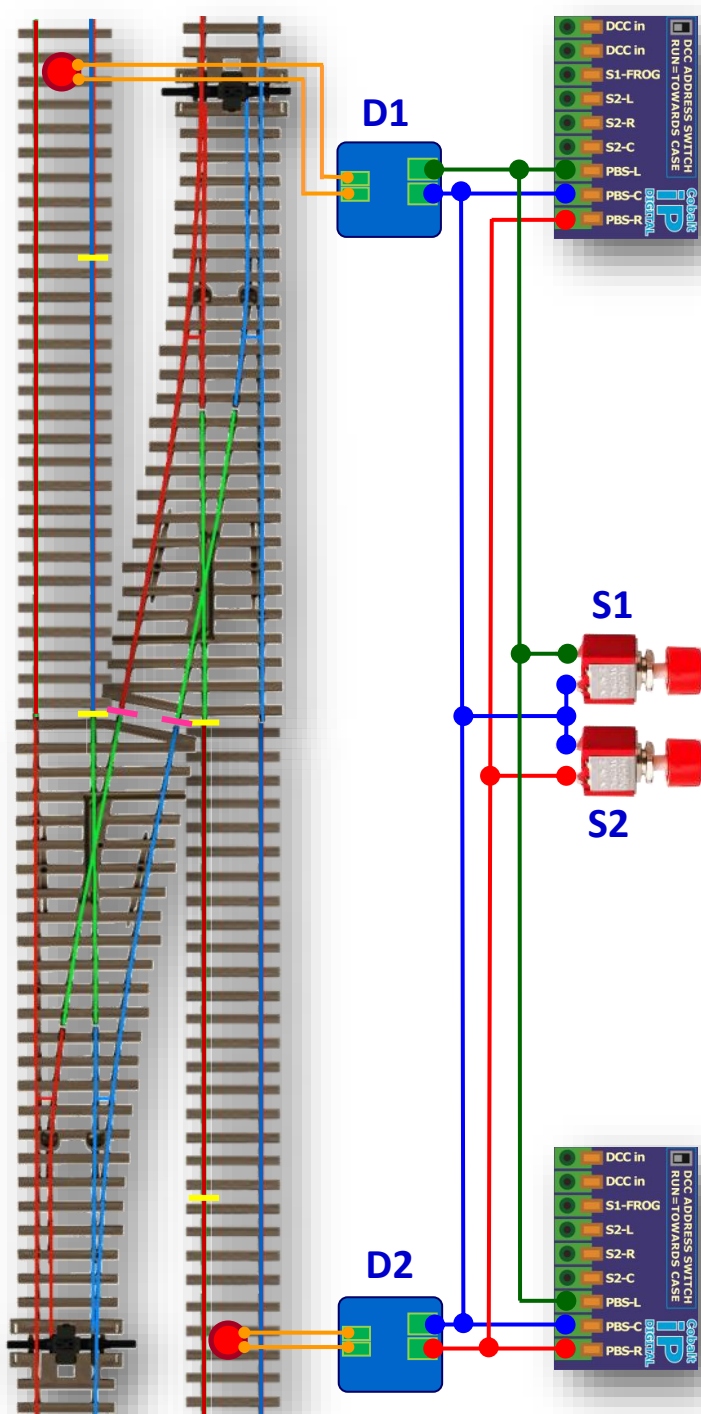 DCC in
DCC in
S1-FROG
S2-L
S2-R
S2-C
PBS-L
PBS-C
PBS-R
DCC ADDRESS SWITCH
RUN=TOWARDS CASE
Cobalt
iP
DIGITAL
D1
S1
S2
D2
DCC in
DCC in
S1-FROG
S2-L
S2-R
S2-C
PBS-L
PBS-C
PBS-R
DCC ADDRESS SWITCH
RUN=TOWARDS CASE
Cobalt
iP
DIGITAL